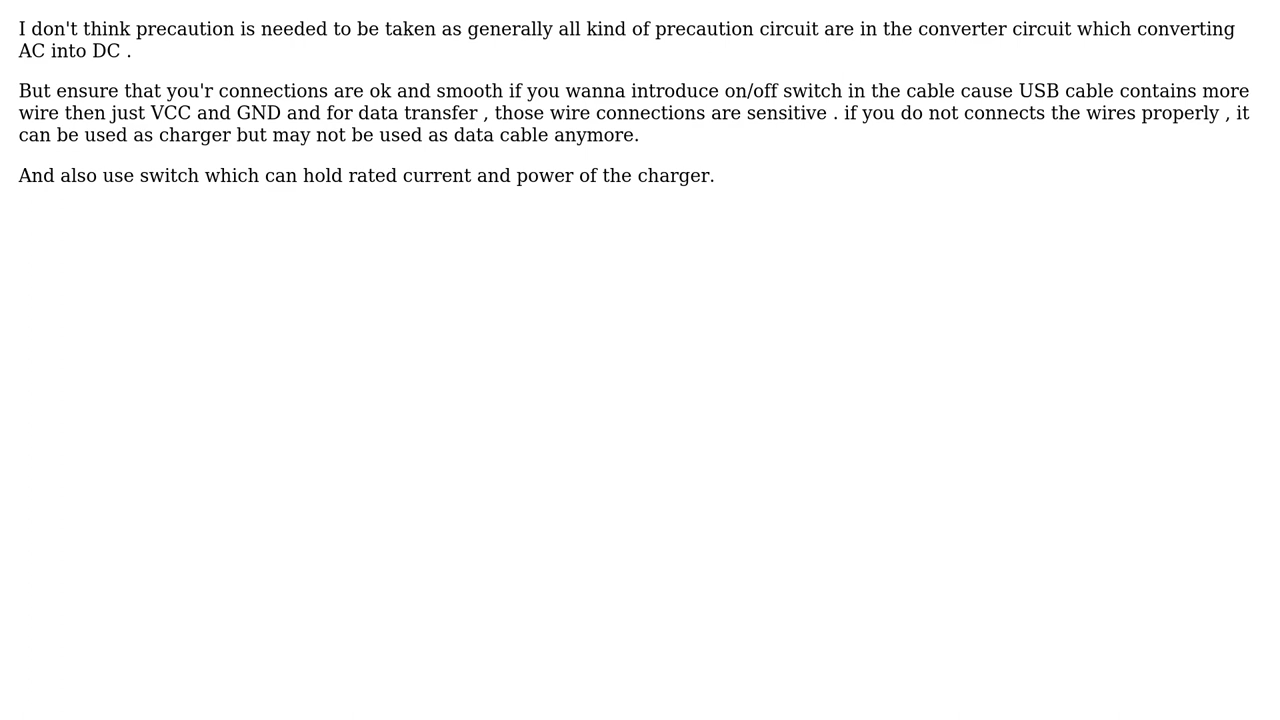 I don't think precaution is needed to be taken as generally all kind of precaution circuit are in the converter circuit which converting
AC into DC .
But ensure that you'r connections are ok and smooth if you wanna introduce on/off switch in the cable cause USB cable contains more
wire then just VCC and GND and for data transfer , those wire connections are sensitive . if you do not connects the wires properly , it
can be used as charger but may not be used as data cable anymore.
And also use switch which can hold rated current and power of the charger.